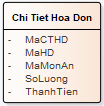 Chi Tiet Hoa Don
- MaCTHD
- MaHD
- MaMonAn
- SoLuong
- ThanhTien